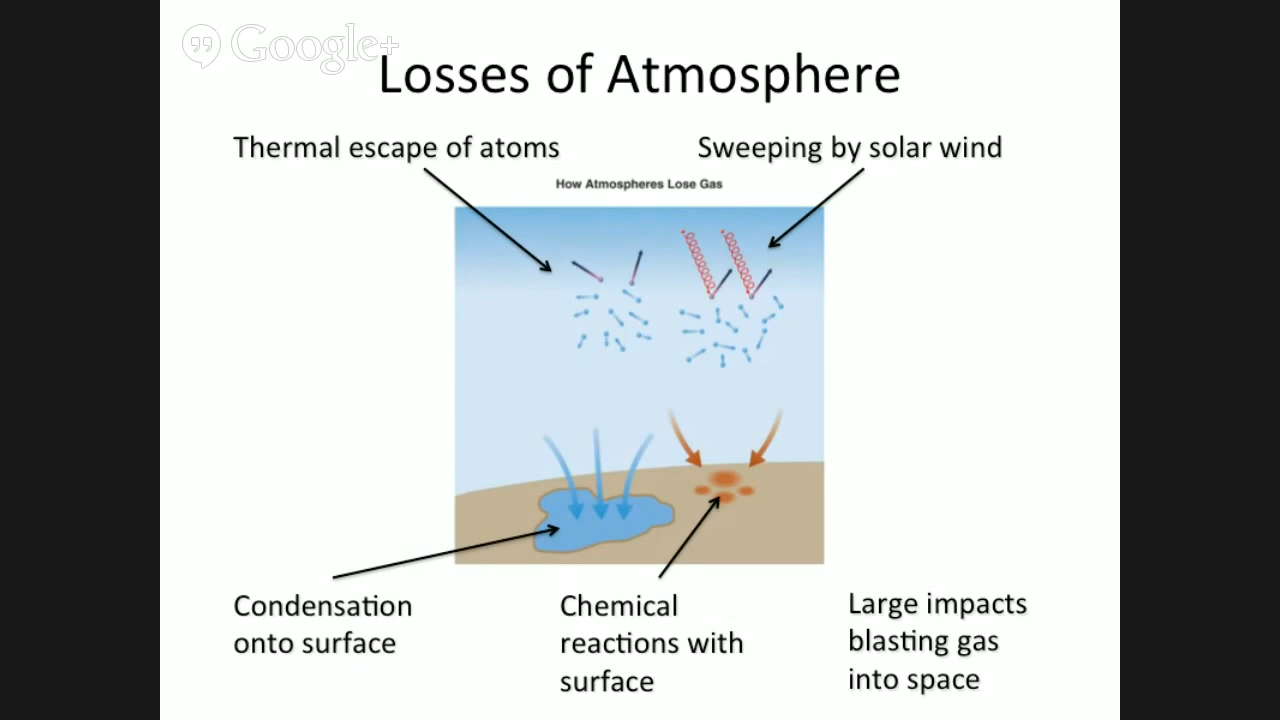 Google+
Losses of Atmosphere
Thermal escape of atoms
Sweeping by solar wind
How Atmospheres Lose Gas
Condensation
onto surface
Chemical
reactions with
surface
Large impacts
blasting gas
into space